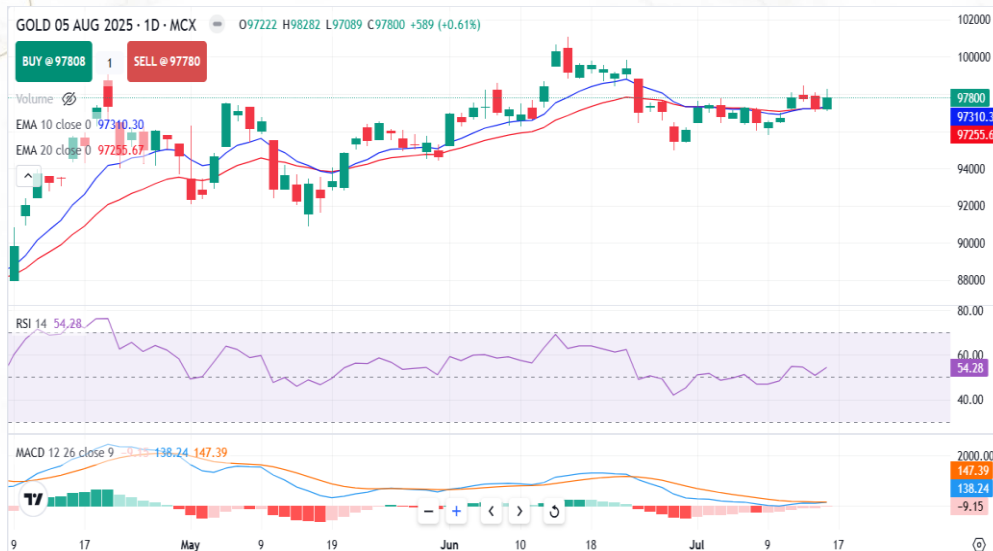 GOLD 05 AUG 2025 · 1D · MCX O97222 H98282 L97089 C97800 +589 (+0.61%)
BUY @ 97808 1 SELL @ 97780
Volume
EMA 10 close 0 97310.30
EMA 20 close 0 97255.67
102000
100000
97800
97310.3
97255.6
94000
92000
90000
88000
RSI 14 54.28
80.00
60.00
54.28
40.00
MACD 12 26 close 9 -9.15 138.24 147.39
2000.00
147.39
138.24
-9.15
9 17 May 9 19 Jun 10 18 Jul 9 17